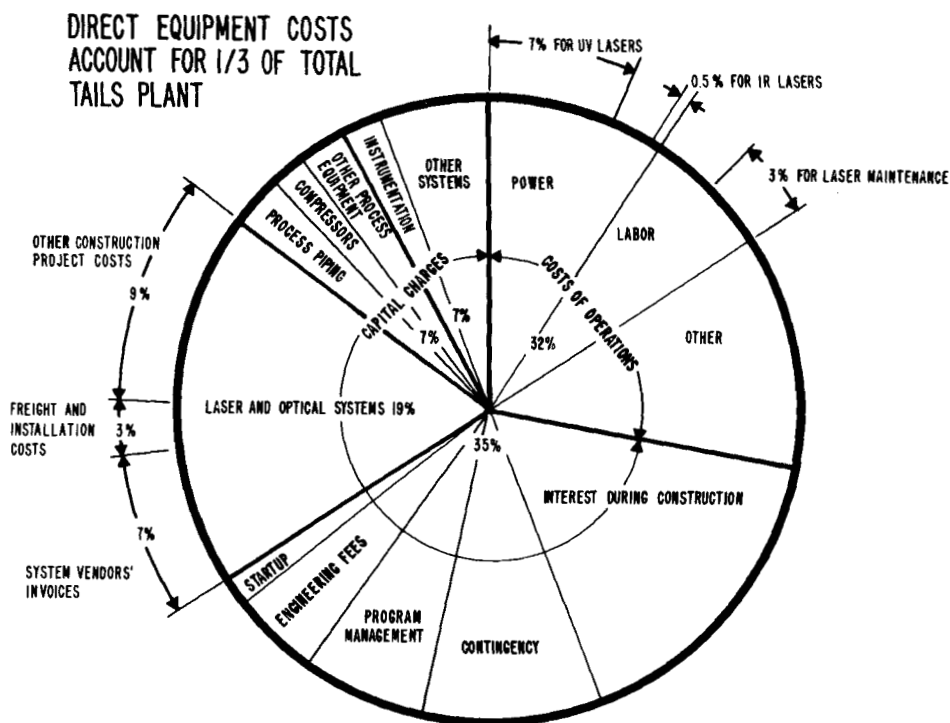 DIRECT EQUIPMENT COSTS
ACCOUNT FOR 1/3 OF TOTAL
TAILS PLANT
7% FOR UV LASERS
0.5% FOR IR LASERS
3% FOR LASER MAINTENANCE
OTHER CONSTRUCTION
PROJECT COSTS
9%
FREIGHT AND
INSTALLATION
COSTS
3%
7%
SYSTEM VENDORS'
INVOICES
PROCESS PIPING
COMPRESSORS
OTHER PROCESS
EQUIPMENT
INSTRUMENTATION
OTHER
SYSTEMS
POWER
LABOR
OTHER
CAPITAL CHARGES
COSTS OF OPERATIONS
7%
7%
32%
LASER AND OPTICAL SYSTEMS 19%
35%
INTEREST DURING CONSTRUCTION
STARTUP
ENGINEERING FEES
PROGRAM
MANAGEMENT
CONTINGENCY